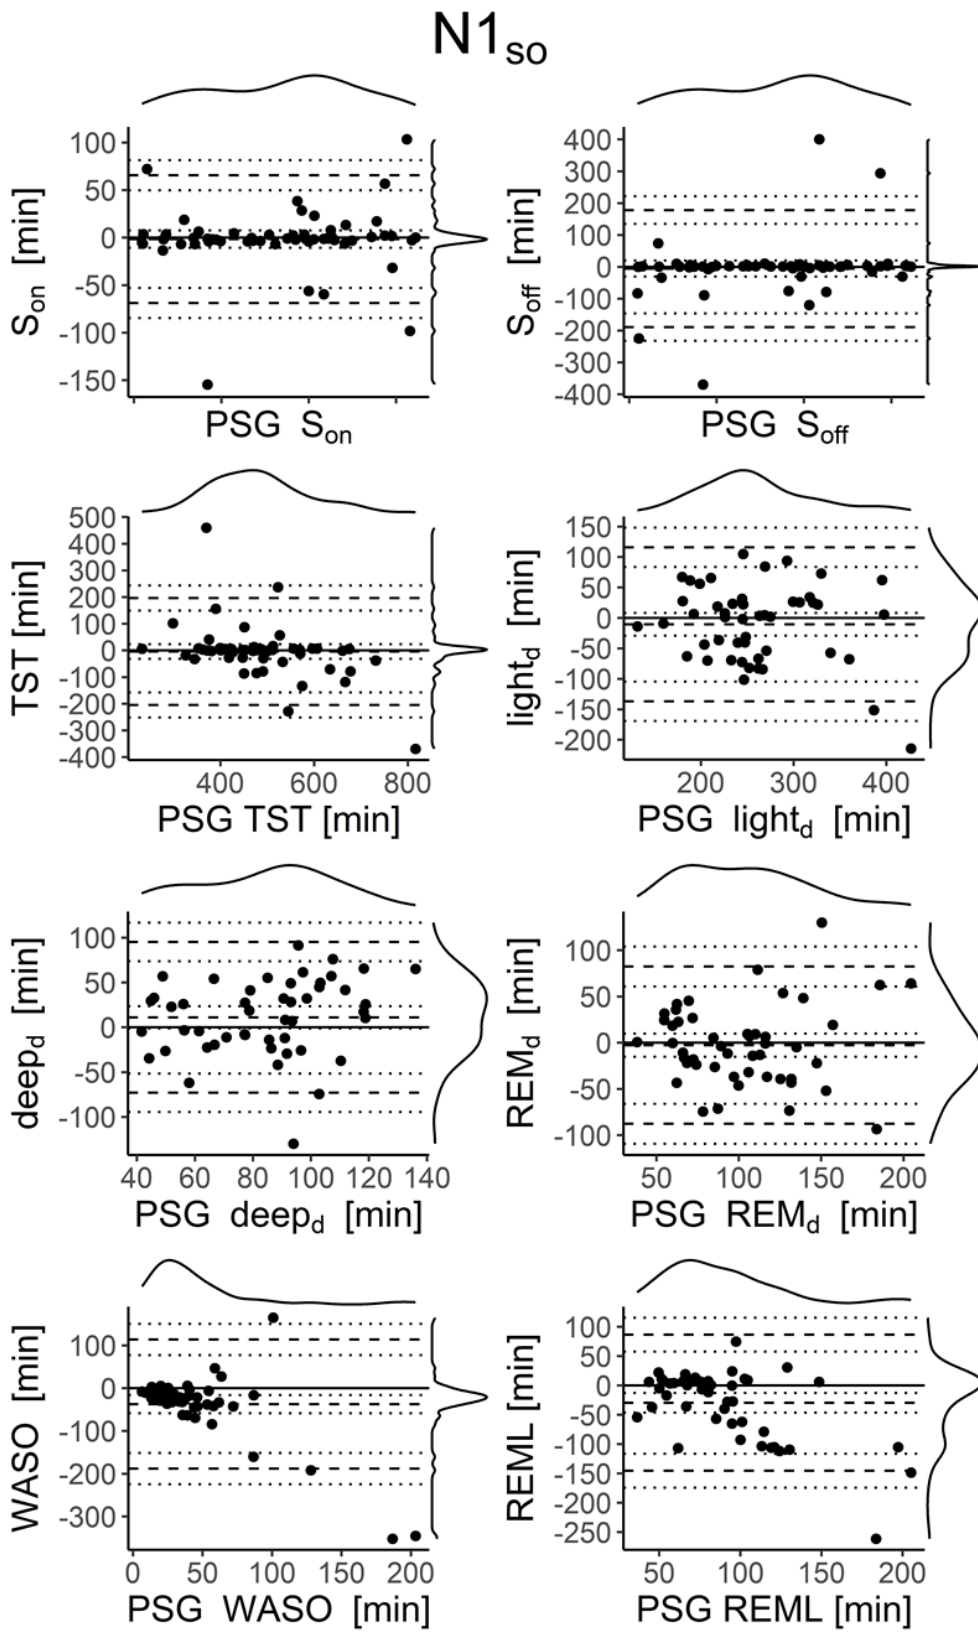 N1so
Son [min]
100
50
0
-50
-100
-150
PSG Son
Soff [min]
400
300
200
100
0
-100
-200
-300
-400
PSG Soff
TST [min]
500
400
300
200
100
0
-100
-200
-300
-400
400 600 800
PSG TST [min]
lightd [min]
150
100
50
0
-50
-100
-150
-200
200 300 400
PSG lightd [min]
deepd [min]
100
50
0
-50
-100
40 60 80 100 120 140
PSG deepd [min]
REMd [min]
100
50
0
-50
-100
50 100 150 200
PSG REMd [min]
WASO [min]
100
0
-100
-200
-300
0 50 100 150 200
PSG WASO [min]
REML [min]
100
50
0
-50
-100
-150
-200
-250
50 100 150 200
PSG REML [min]